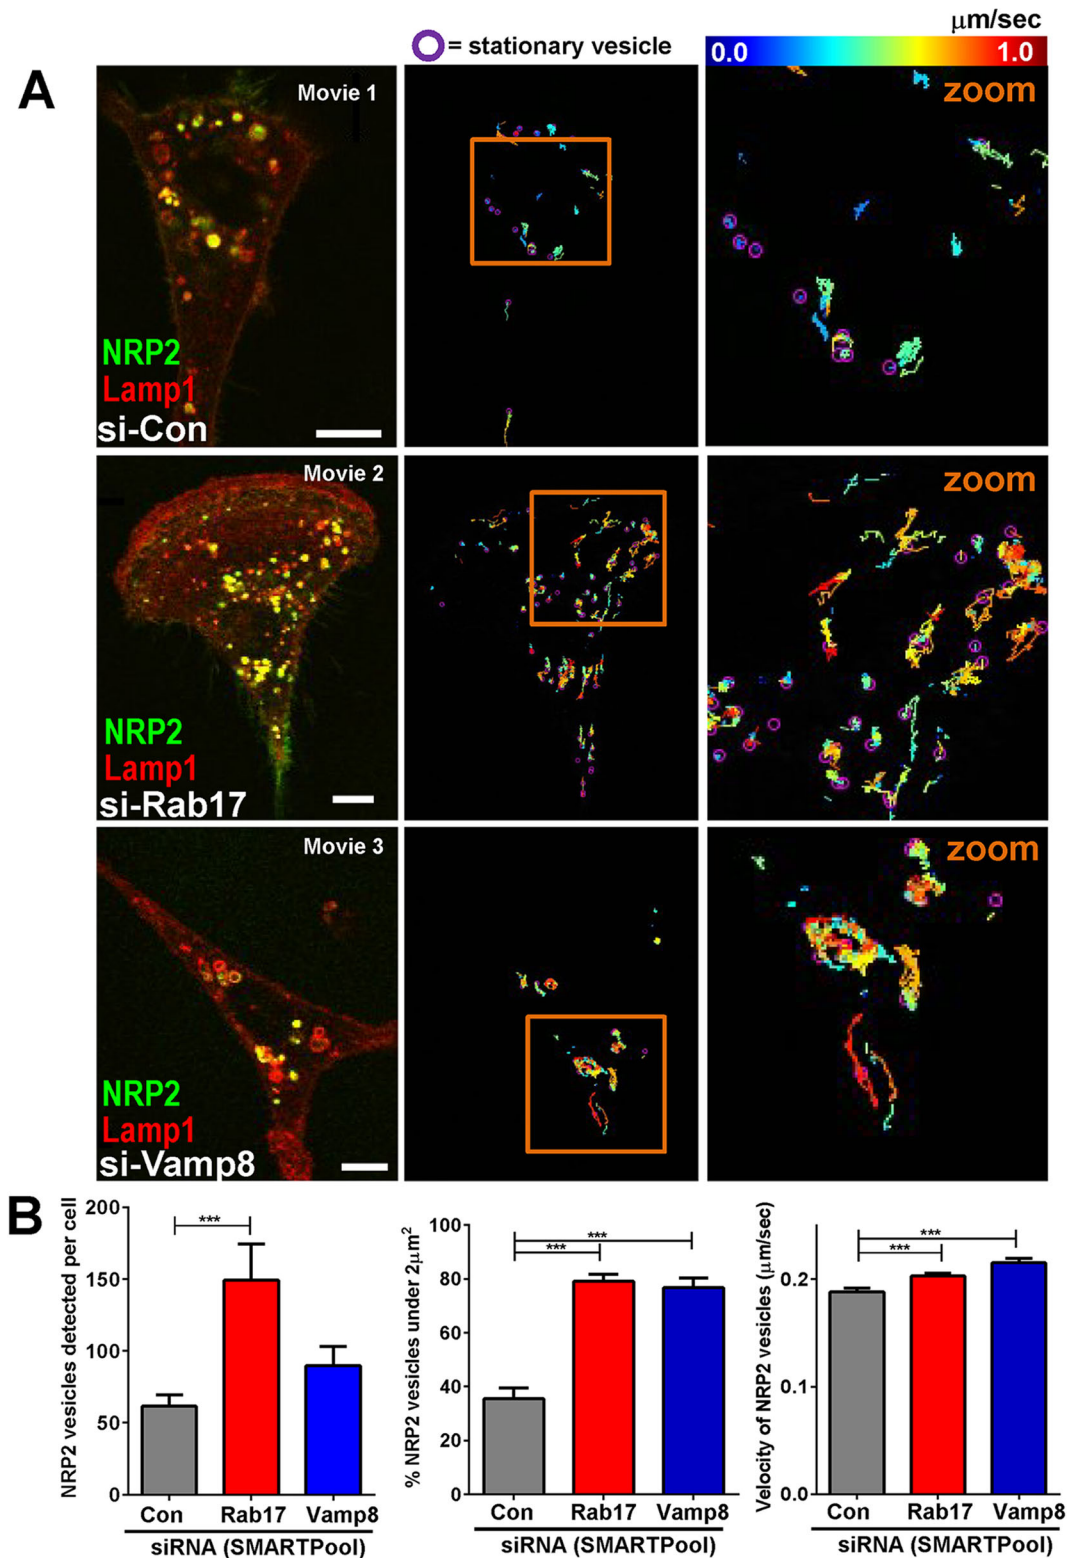 μm/sec
= stationary vesicle
0.0 1.0
A
Movie 1
zoom
NRP2
Lamp1
si-Con
Movie 2
zoom
NRP2
Lamp1
si-Rab17
Movie 3
zoom
NRP2
Lamp1
si-Vamp8
B
NRP2 vesicles detected per cell
200
150
100
50
0
***
Con Rab17 Vamp8
siRNA (SMARTPool)
% NRP2 vesicles under 2μm²
100
80
60
40
20
0
***
***
Con Rab17 Vamp8
siRNA (SMARTPool)
Velocity of NRP2 vesicles (μm/sec)
0.2
0.1
0.0
***
***
Con Rab17 Vamp8
siRNA (SMARTPool)